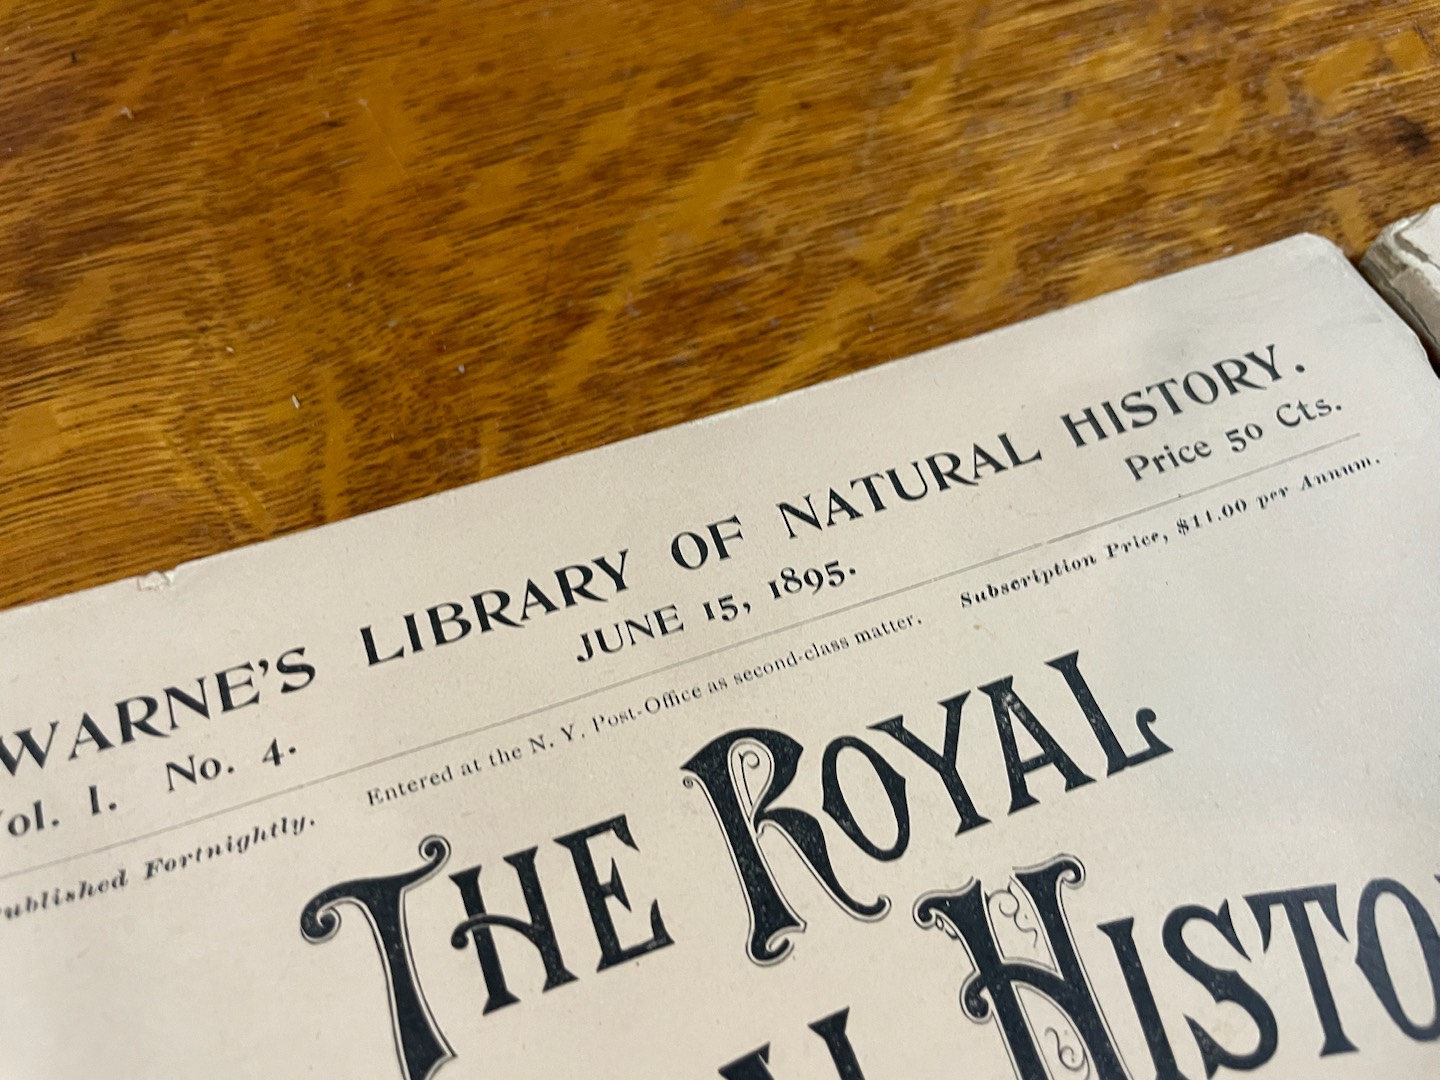 WARNE'S LIBRARY OF NATURAL HISTORY.
Vol. I. No. 4. JUNE 15, 1895. Price 50 Cts.
Published Fortnightly. Entered at the N. Y. Post-Office as second-class matter. Subscription Price, $11.00 per Annum.
THE ROYAL
HISTO